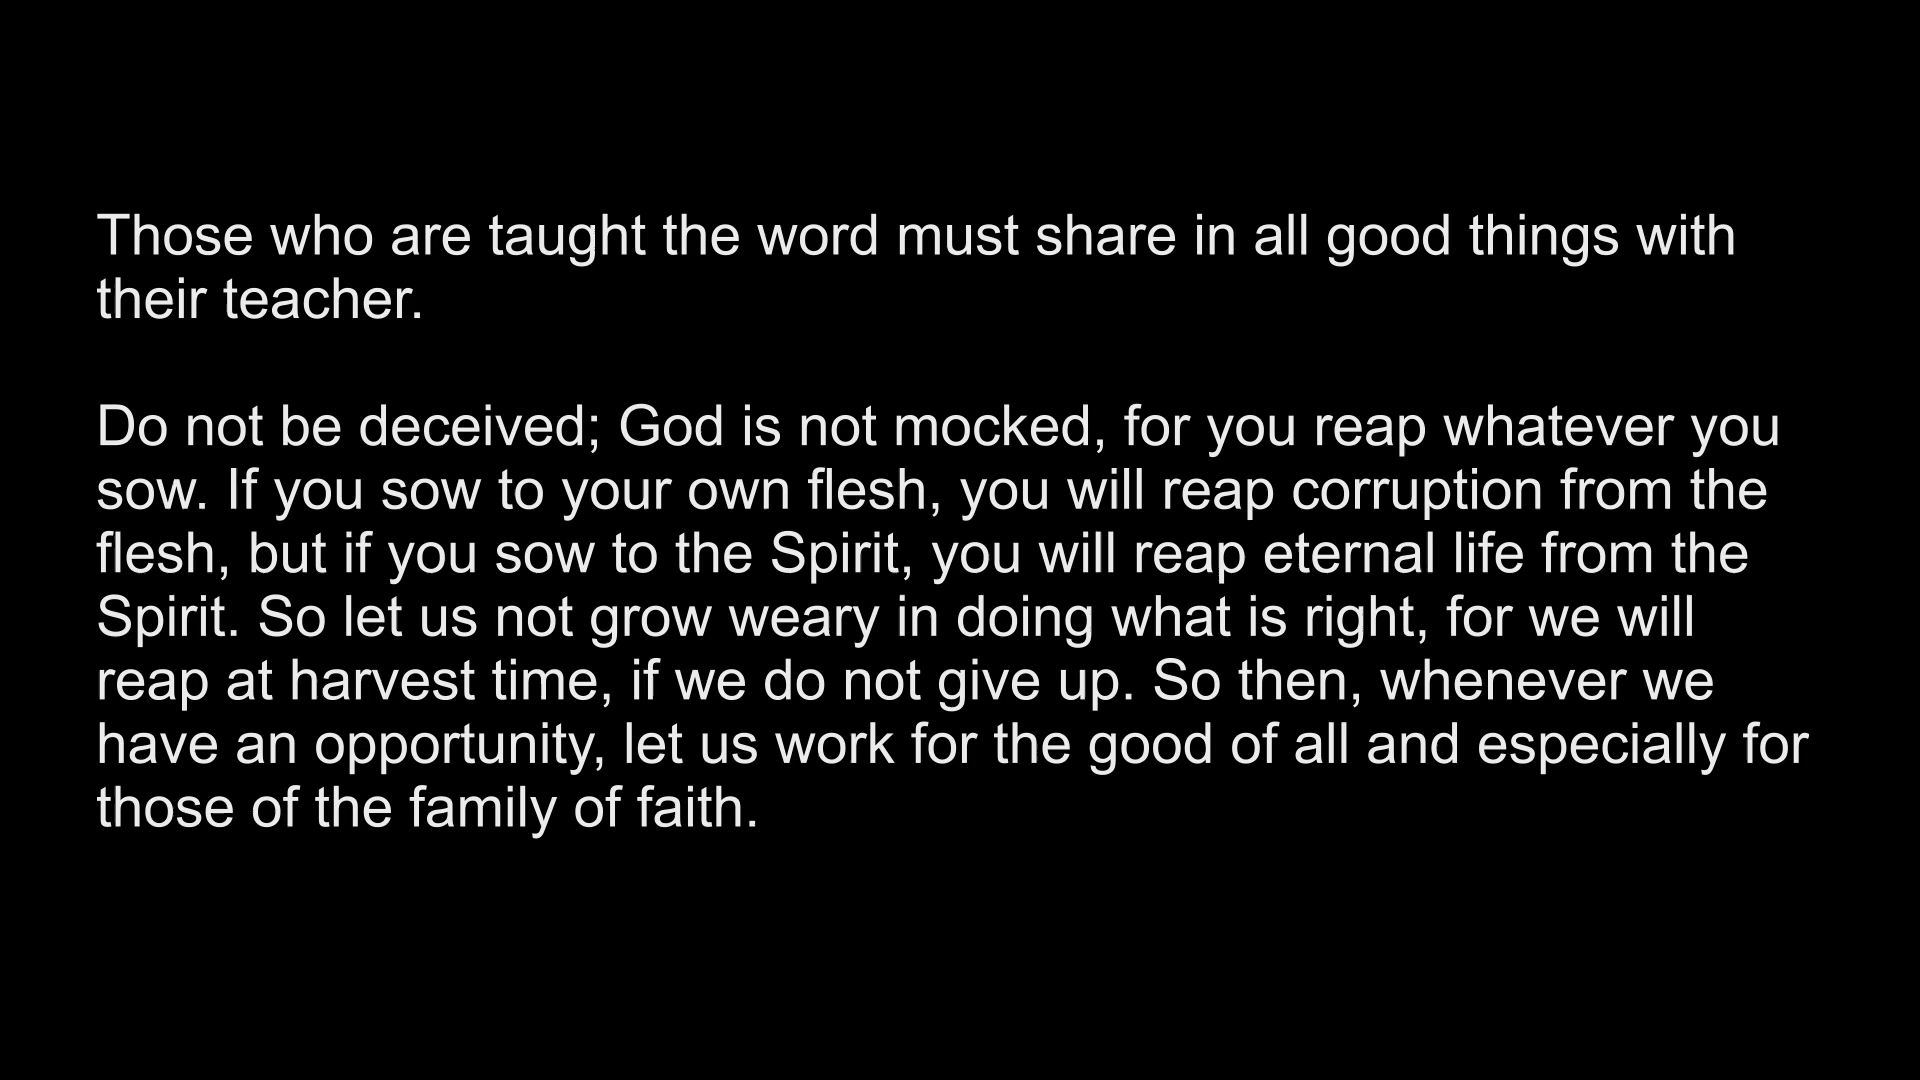 Those who are taught the word must share in all good things with
their teacher.
Do not be deceived; God is not mocked, for you reap whatever you
sow. If you sow to your own flesh, you will reap corruption from the
flesh, but if you sow to the Spirit, you will reap eternal life from the
Spirit. So let us not grow weary in doing what is right, for we will
reap at harvest time, if we do not give up. So then, whenever we
have an opportunity, let us work for the good of all and especially for
those of the family of faith.